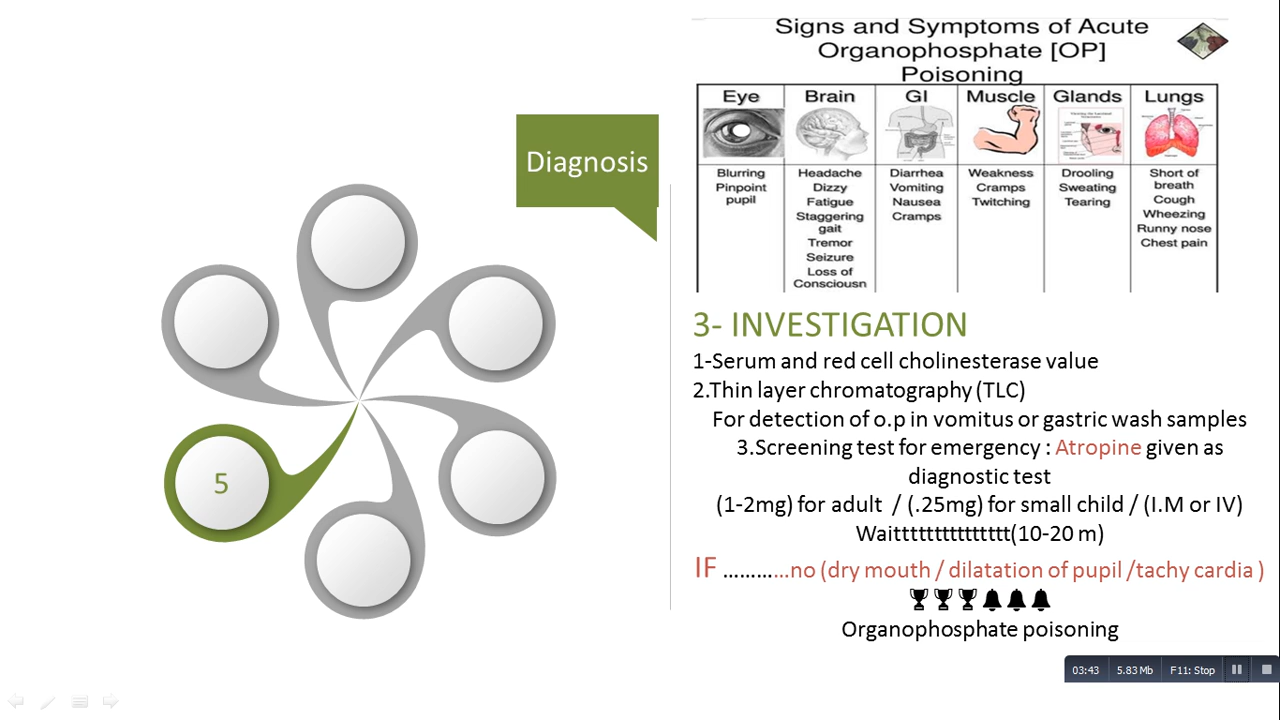 Diagnosis
5
Signs and Symptoms of Acute
Organophosphate [OP]
Poisoning
Eye Brain GI Muscle Glands Lungs
Blurring
Pinpoint
pupil
Headache
Dizzy
Fatigue
Staggering
gait
Tremor
Seizure
Loss of
Consciousn
Diarrhea
Vomiting
Nausea
Cramps
Weakness
Cramps
Twitching
Drooling
Sweating
Tearing
Short of
breath
Cough
Wheezing
Runny nose
Chest pain
3- INVESTIGATION
1-Serum and red cell cholinesterase value
2.Thin layer chromatography (TLC)
For detection of o.p in vomitus or gastric wash samples
3.Screening test for emergency : Atropine given as
diagnostic test
(1-2mg) for adult / (.25mg) for small child / (I.M or IV)
Waitttttttttttttttt(10-20 m)
IF ............no (dry mouth / dilatation of pupil /tachy cardia )
Organophosphate poisoning
03:43 5.83 Mb F11: Stop